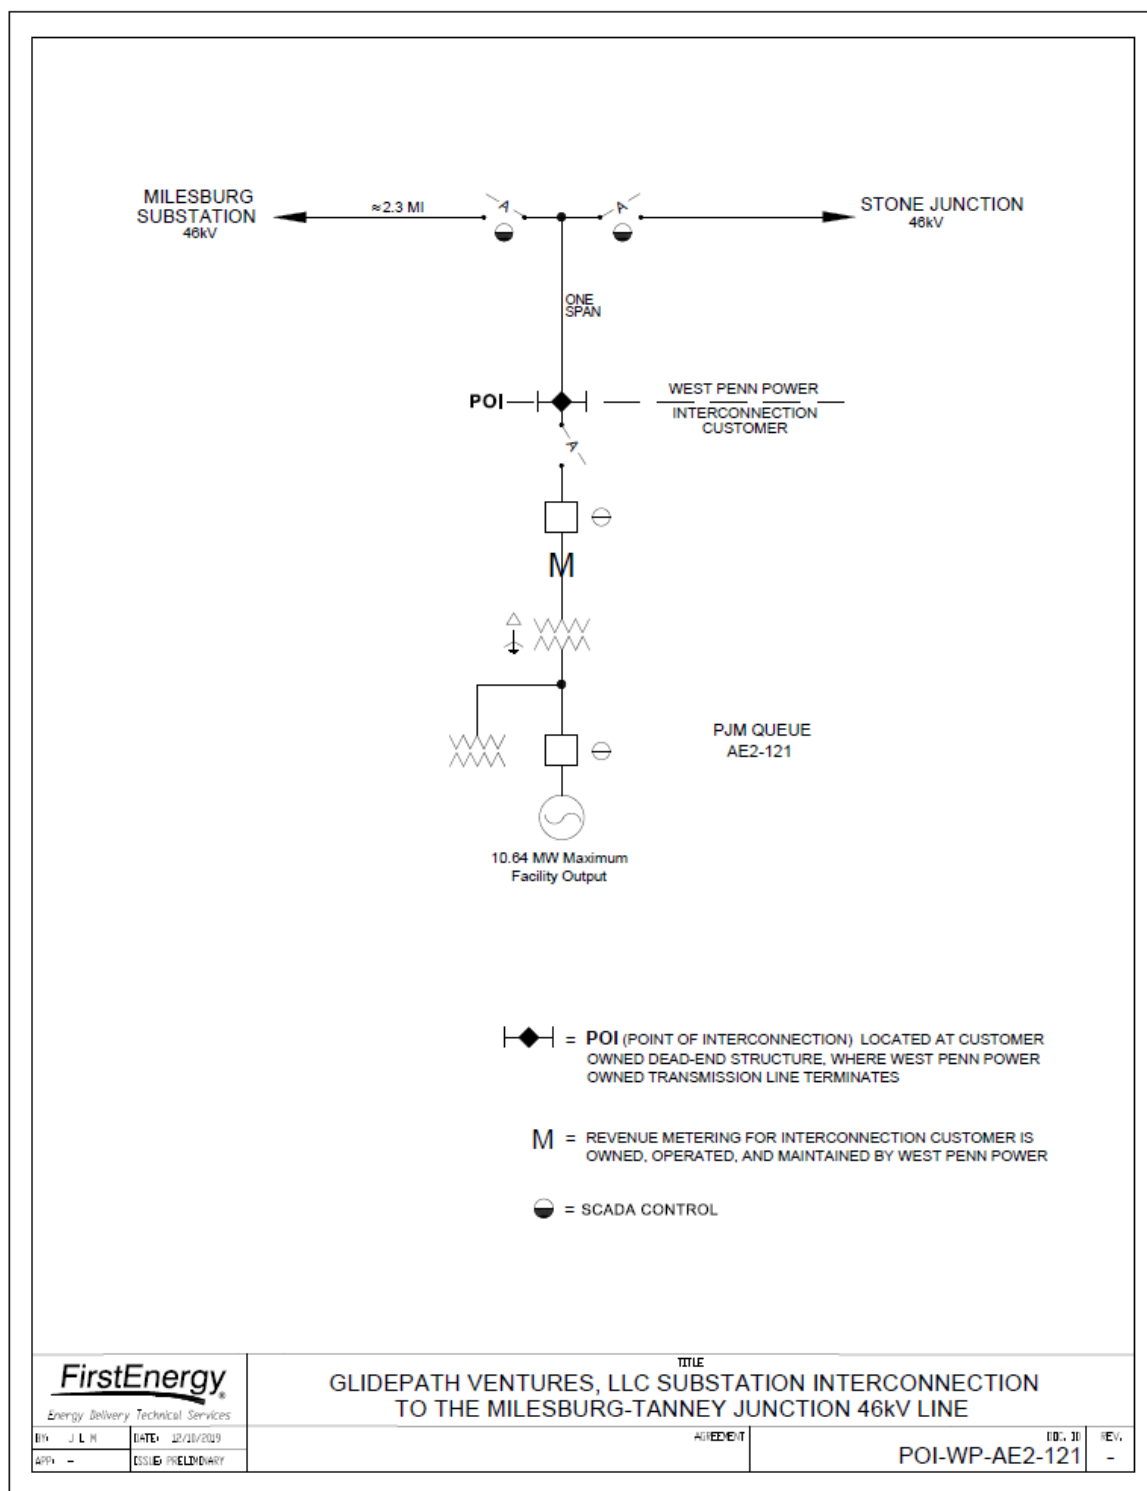 MILESBURG
SUBSTATION
46kV
≈2.3 MI
A
A
STONE JUNCTION
46kV
ONE
SPAN
POI
WEST PENN POWER
INTERCONNECTION
CUSTOMER
A
M
PJM QUEUE
AE2-121
10.64 MW Maximum
Facility Output
= POI (POINT OF INTERCONNECTION) LOCATED AT CUSTOMER
OWNED DEAD-END STRUCTURE, WHERE WEST PENN POWER
OWNED TRANSMISSION LINE TERMINATES
M = REVENUE METERING FOR INTERCONNECTION CUSTOMER IS
OWNED, OPERATED, AND MAINTAINED BY WEST PENN POWER
= SCADA CONTROL
FirstEnergy®
Energy Delivery Technical Services
TITLE
GLIDEPATH VENTURES, LLC SUBSTATION INTERCONNECTION
TO THE MILESBURG-TANNEY JUNCTION 46kV LINE
BY: J L M
DATE: 12/10/2019
APP: -
ISSUE: PRELIMINARY
AGREEMENT
DOC. ID
POI-WP-AE2-121
REV.
-